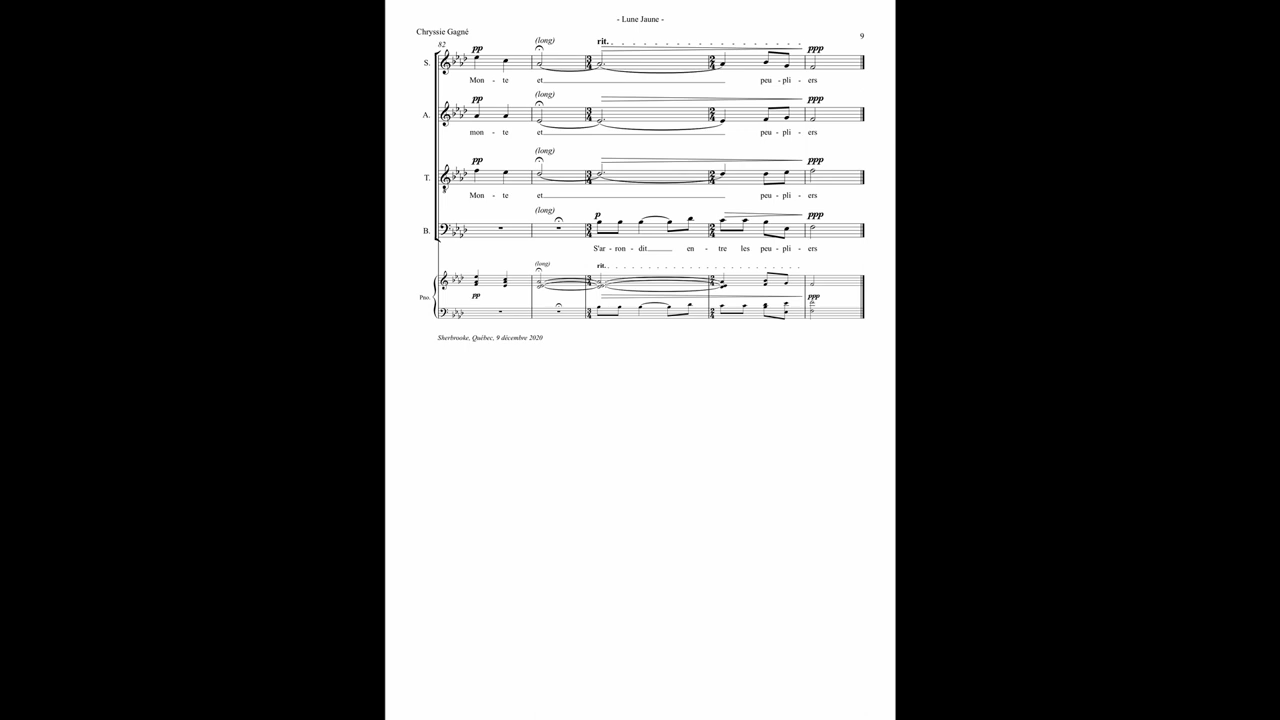 - Lune Jaune -
Chryssie Gagné
9
82
pp
(long)
rit.
ppp
S.
Mon - te et peu - pli - ers
pp
(long)
ppp
A.
mon - te et peu - pli - ers
pp
(long)
ppp
T.
Mon - te et peu - pli - ers
(long)
p
ppp
B.
S'ar - ron - dit en - tre les peu - pli - ers
(long)
rit.
Pno.
pp
ppp
Sherbrooke, Québec, 9 décembre 2020